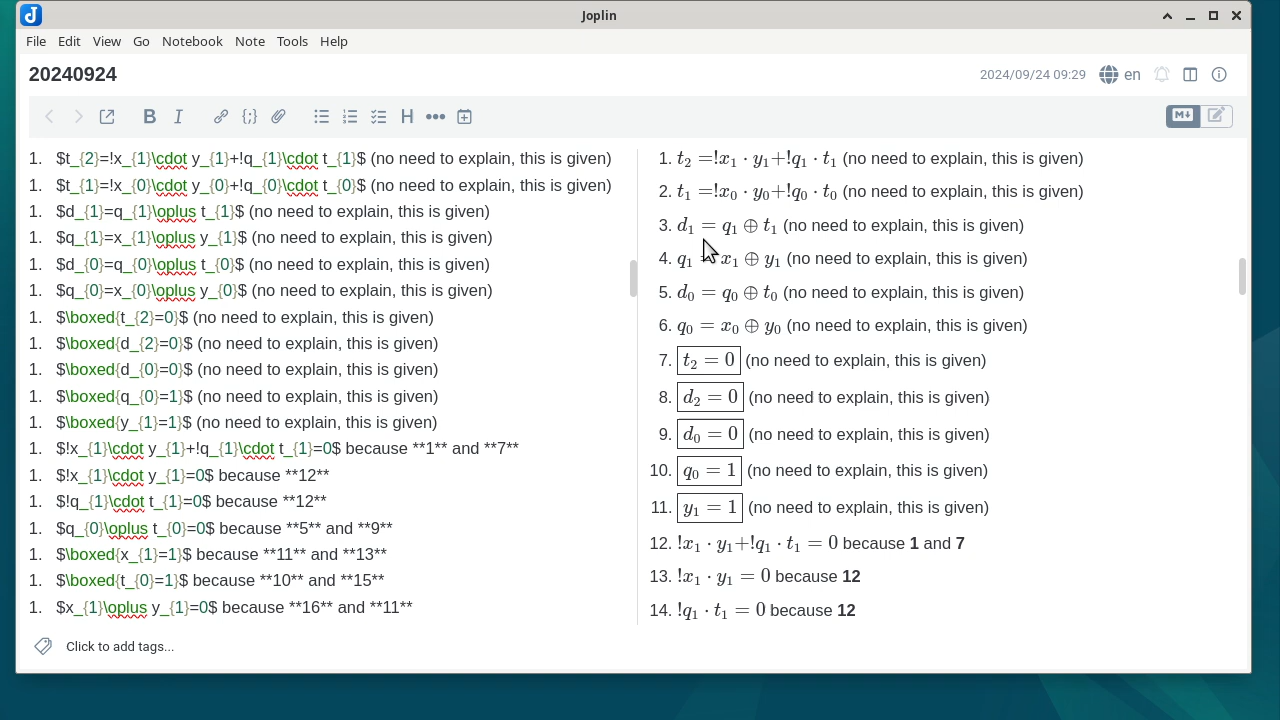 Joplin
File Edit View Go Notebook Note Tools Help
20240924
2024/09/24 09:29 en
1. $t_{2}=!x_{1}\cdot y_{1}+!q_{1}\cdot t_{1}$ (no need to explain, this is given)
1. $t_{1}=!x_{0}\cdot y_{0}+!q_{0}\cdot t_{0}$ (no need to explain, this is given)
1. $d_{1}=q_{1}\oplus t_{1}$ (no need to explain, this is given)
1. $q_{1}=x_{1}\oplus y_{1}$ (no need to explain, this is given)
1. $d_{0}=q_{0}\oplus t_{0}$ (no need to explain, this is given)
1. $q_{0}=x_{0}\oplus y_{0}$ (no need to explain, this is given)
1. $\boxed{t_{2}=0}$ (no need to explain, this is given)
1. $\boxed{d_{2}=0}$ (no need to explain, this is given)
1. $\boxed{d_{0}=0}$ (no need to explain, this is given)
1. $\boxed{q_{0}=1}$ (no need to explain, this is given)
1. $\boxed{y_{1}=1}$ (no need to explain, this is given)
1. $!x_{1}\cdot y_{1}+!q_{1}\cdot t_{1}=0$ because **1** and **7**
1. $!x_{1}\cdot y_{1}=0$ because **12**
1. $!q_{1}\cdot t_{1}=0$ because **12**
1. $q_{0}\oplus t_{0}=0$ because **5** and **9**
1. $\boxed{x_{1}=1}$ because **11** and **13**
1. $\boxed{t_{0}=1}$ because **10** and **15**
1. $x_{1}\oplus y_{1}=0$ because **16** and **11**
1. t₂ =!x₁ · y₁+!q₁ · t₁ (no need to explain, this is given)
2. t₁ =!x₀ · y₀+!q₀ · t₀ (no need to explain, this is given)
3. d₁ = q₁ ⊕ t₁ (no need to explain, this is given)
4. q₁ = x₁ ⊕ y₁ (no need to explain, this is given)
5. d₀ = q₀ ⊕ t₀ (no need to explain, this is given)
6. q₀ = x₀ ⊕ y₀ (no need to explain, this is given)
7. t₂ = 0 (no need to explain, this is given)
8. d₂ = 0 (no need to explain, this is given)
9. d₀ = 0 (no need to explain, this is given)
10. q₀ = 1 (no need to explain, this is given)
11. y₁ = 1 (no need to explain, this is given)
12. !x₁ · y₁+!q₁ · t₁ = 0 because 1 and 7
13. !x₁ · y₁ = 0 because 12
14. !q₁ · t₁ = 0 because 12
Click to add tags...